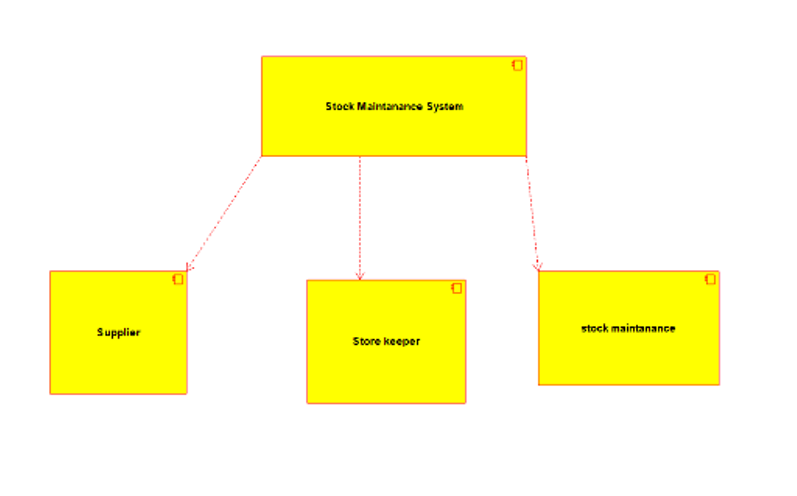 Stock Maintanance System
Supplier
Store keeper
stock maintanance